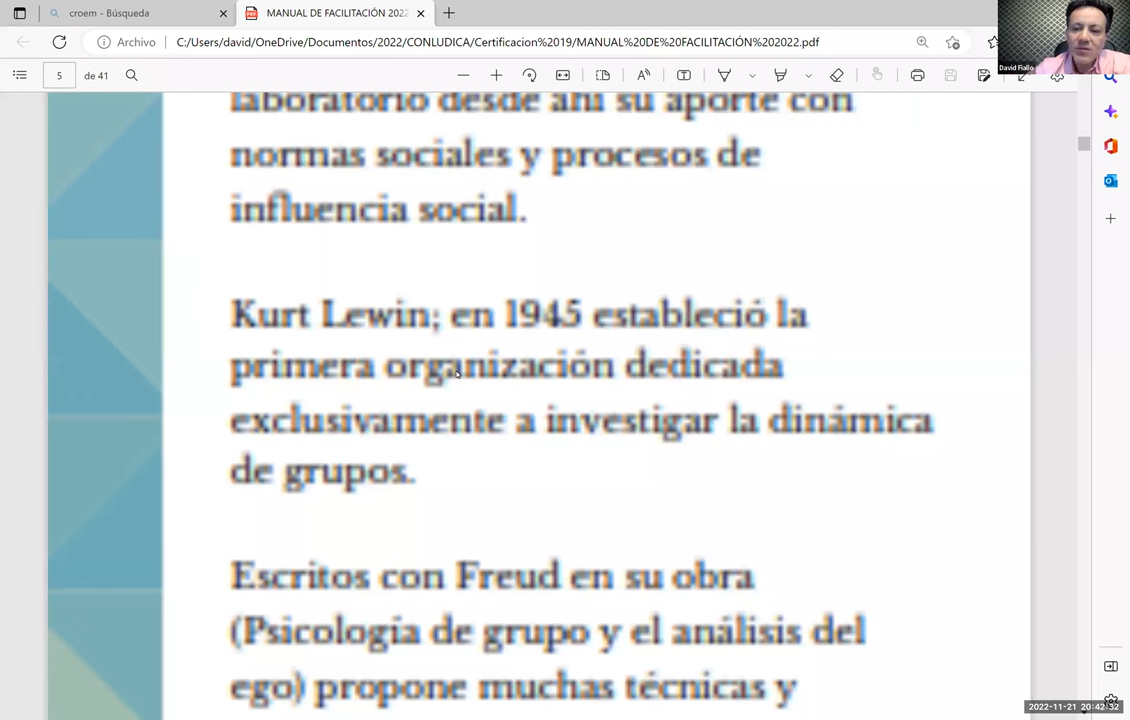 croem - Búsqueda
MANUAL DE FACILITACIÓN 2022
Archivo
C:/Users/david/OneDrive/Documentos/2022/CONLUDICA/Certificacion%2019/MANUAL%20DE%20FACILITACIÓN%202022.pdf
David Fiallo
5 de 41
laboratorio desde ahí su aporte con
normas sociales y procesos de
influencia social.
Kurt Lewin; en 1945 estableció la
primera organización dedicada
exclusivamente a investigar la dinámica
de grupos.
Escritos con Freud en su obra
(Psicología de grupo y el análisis del
ego) propone muchas técnicas y
2022-11-21 20:42:32